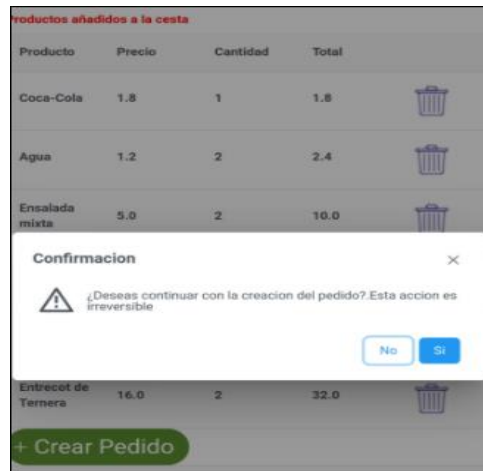 Productos añadidos a la cesta
Producto Precio Cantidad Total
Coca-Cola 1.8 1 1.8
Agua 1.2 2 2.4
Ensalada
mixta 5.0 2 10.0
Confirmacion
¿Deseas continuar con la creacion del pedido?.Esta accion es
irreversible
No Si
Entrecot de
Ternera 16.0 2 32.0
+ Crear Pedido